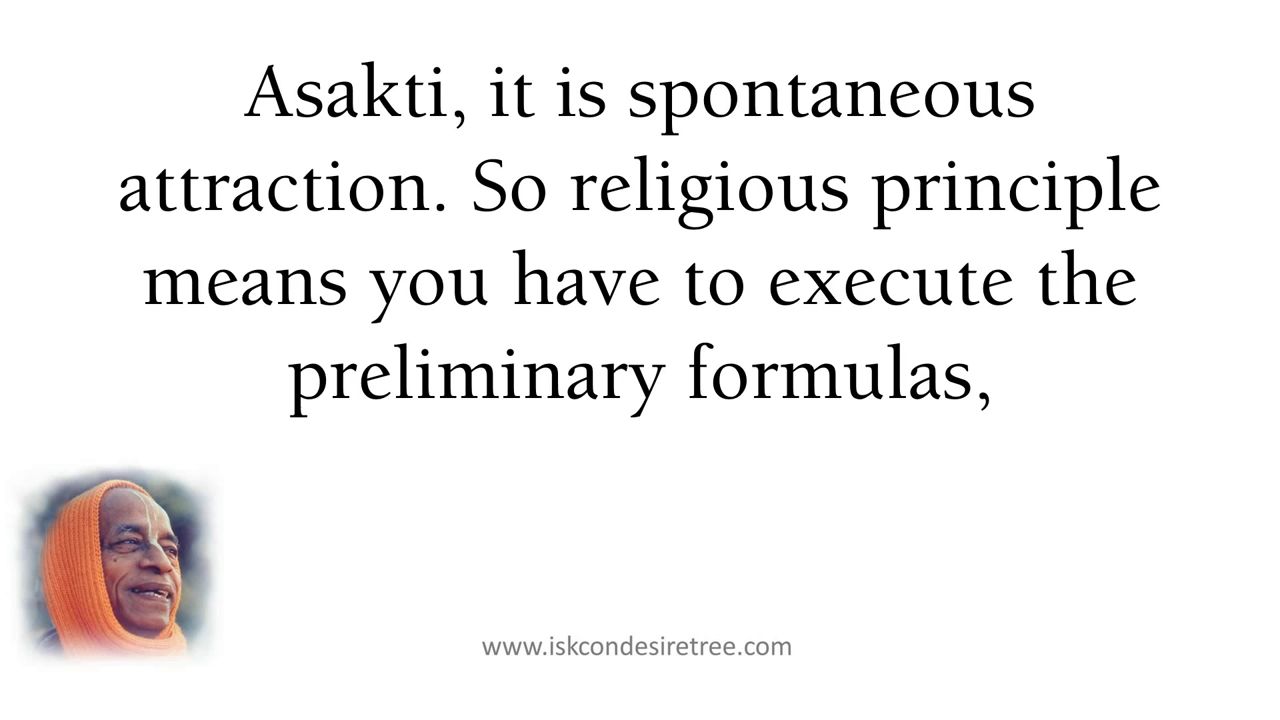 Asakti, it is spontaneous
attraction. So religious principle
means you have to execute the
preliminary formulas,
www.iskcondesiretree.com